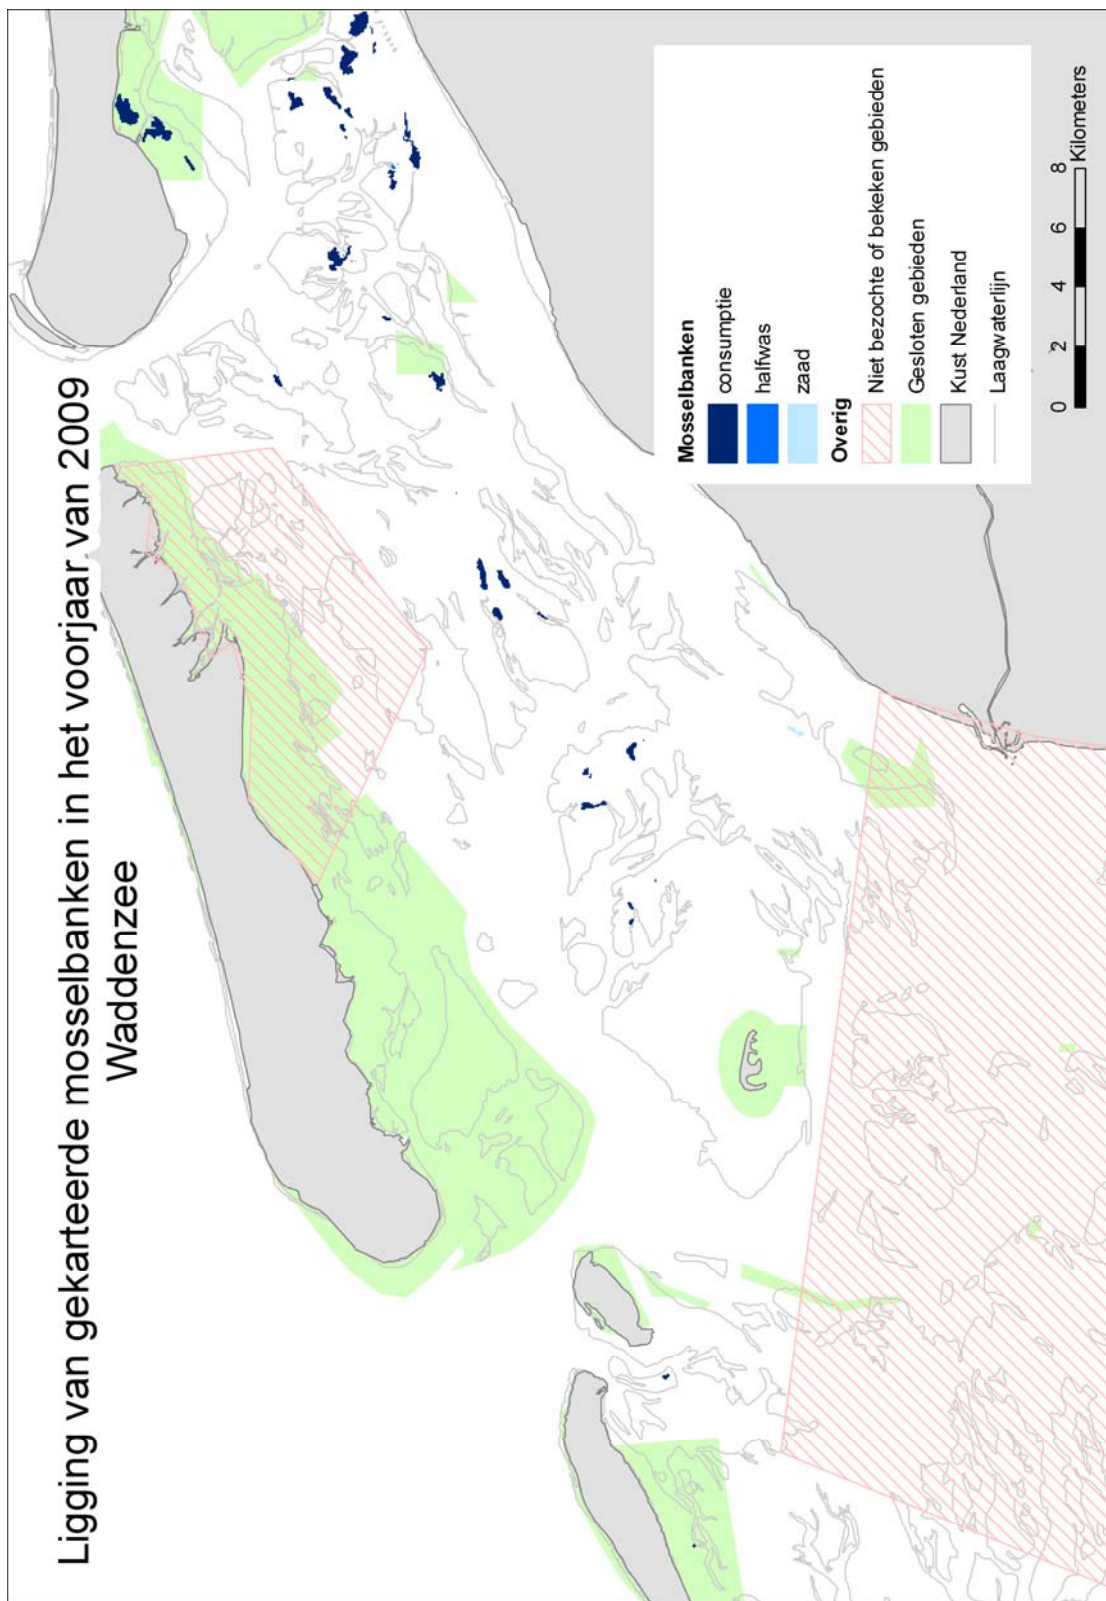 Ligging van gekarteerde mosselbanken in het voorjaar van 2009
Waddenzee
Mosselbanken
consumptie
halfwas
zaad
Overig
Niet bezochte of bekeken gebieden
Gesloten gebieden
Kust Nederland
Laagwaterlijn
0 2 4 6 8
Kilometers